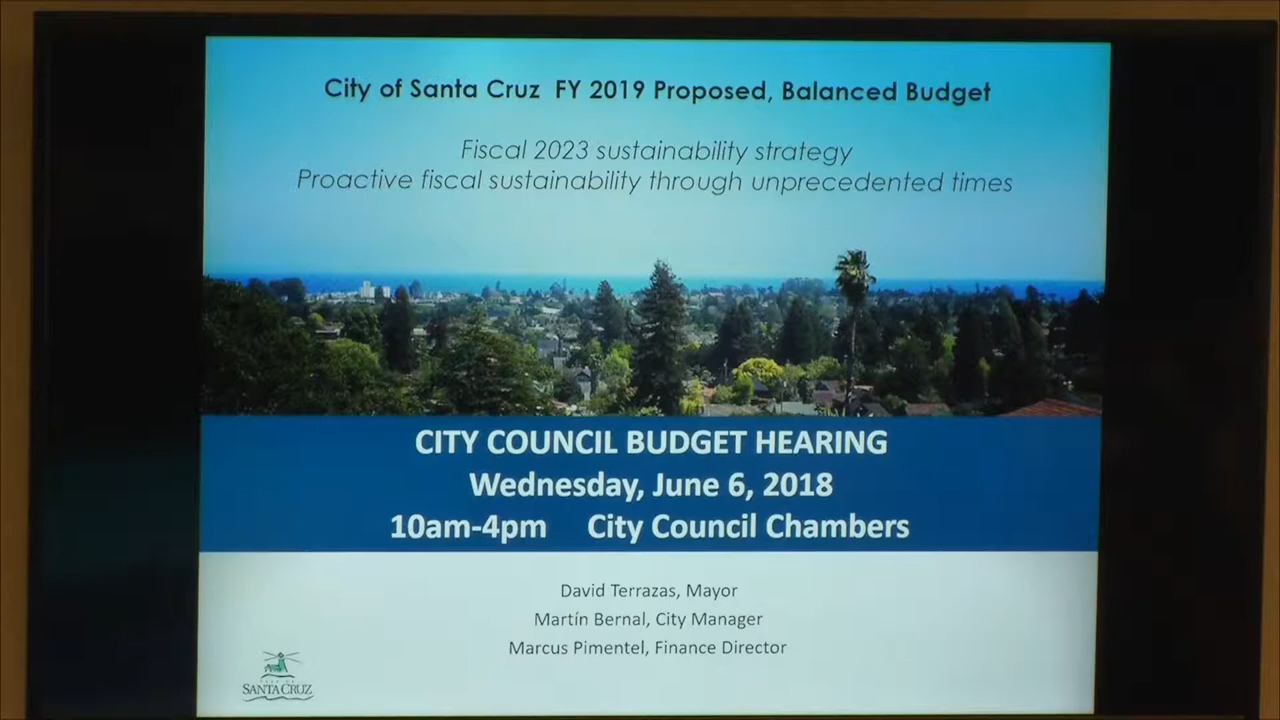 City of Santa Cruz FY 2019 Proposed, Balanced Budget
Fiscal 2023 sustainability strategy
Proactive fiscal sustainability through unprecedented times
CITY COUNCIL BUDGET HEARING
Wednesday, June 6, 2018
10am-4pm City Council Chambers
David Terrazas, Mayor
Martín Bernal, City Manager
Marcus Pimentel, Finance Director
SANTA CRUZ